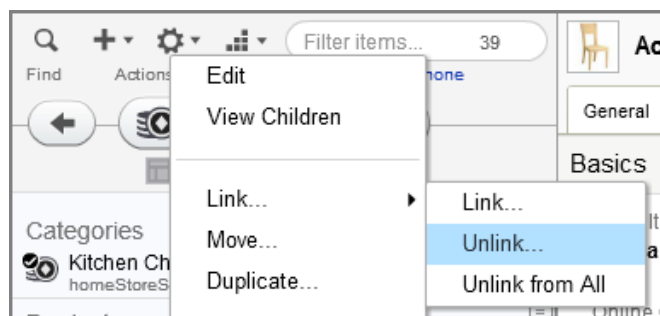 Filter items... 39
Find Actions
Edit
View Children
Link...
Move...
Duplicate...
Link...
Unlink...
Unlink from All
Categories
Kitchen Ch
homeStoreS
General
Basics